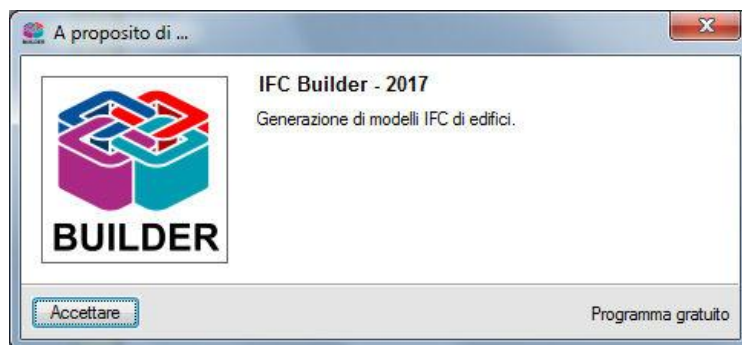 A proposito di ...
IFC Builder - 2017
Generazione di modelli IFC di edifici.
BUILDER
Accettare
Programma gratuito